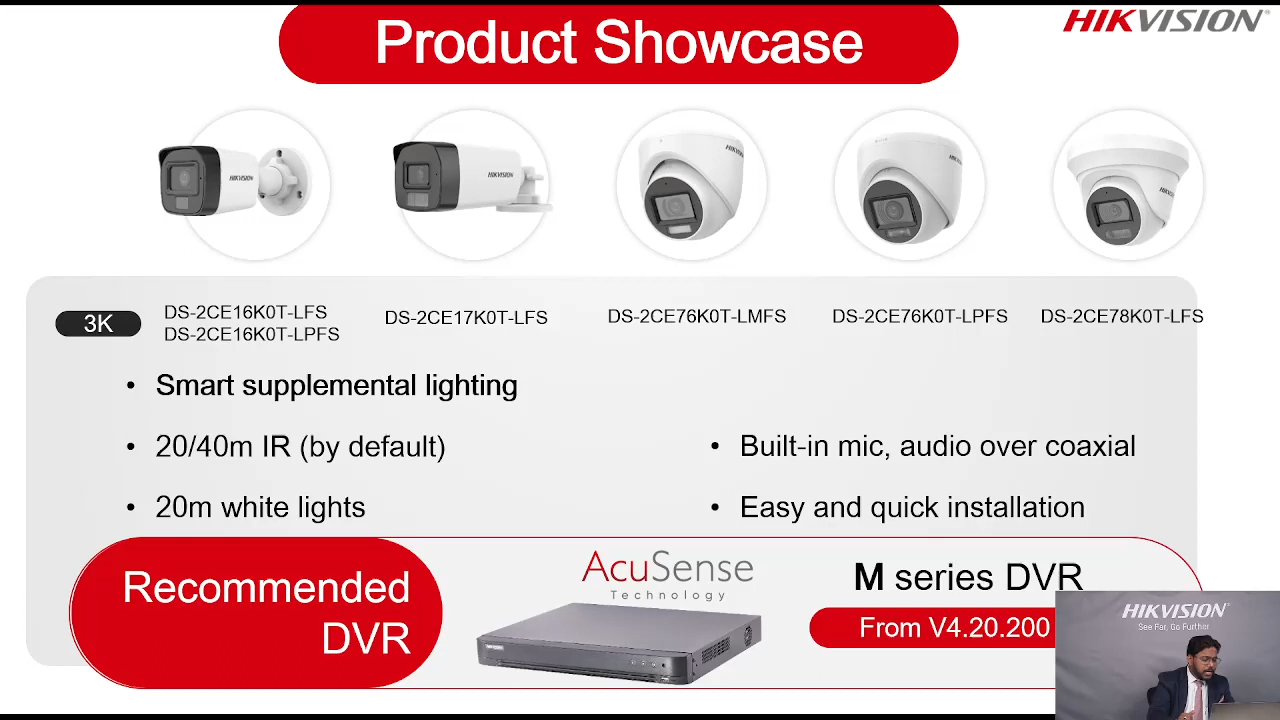 Product Showcase
HIKVISION
HIKVISION
HIKVISION
HIKVISION
3K
DS-2CE16K0T-LFS
DS-2CE16K0T-LPFS
DS-2CE17K0T-LFS
DS-2CE76K0T-LMFS
DS-2CE76K0T-LPFS
DS-2CE78K0T-LFS
• Smart supplemental lighting
• 20/40m IR (by default)
• 20m white lights
• Built-in mic, audio over coaxial
• Easy and quick installation
Recommended
DVR
AcuSense
Technology
M series DVR
From V4.20.200
HIKVISION
See Far, Go Further